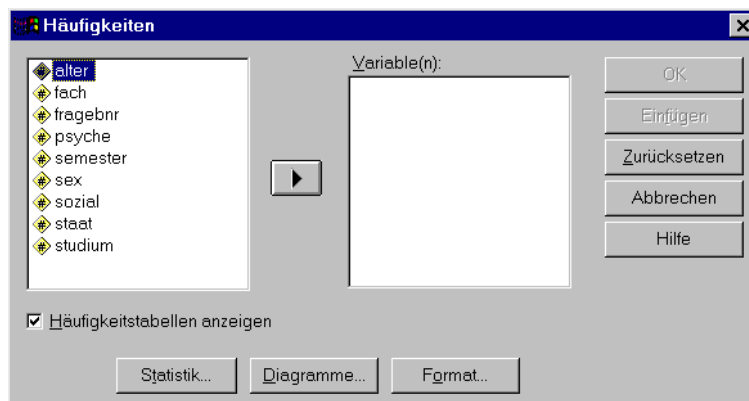 Häufigkeiten
alter
fach
fragebnr
psyche
semester
sex
sozial
staat
studium
Variable(n):
OK
Einfügen
Zurücksetzen
Abbrechen
Hilfe
Häufigkeitstabellen anzeigen
Statistik...
Diagramme...
Format...